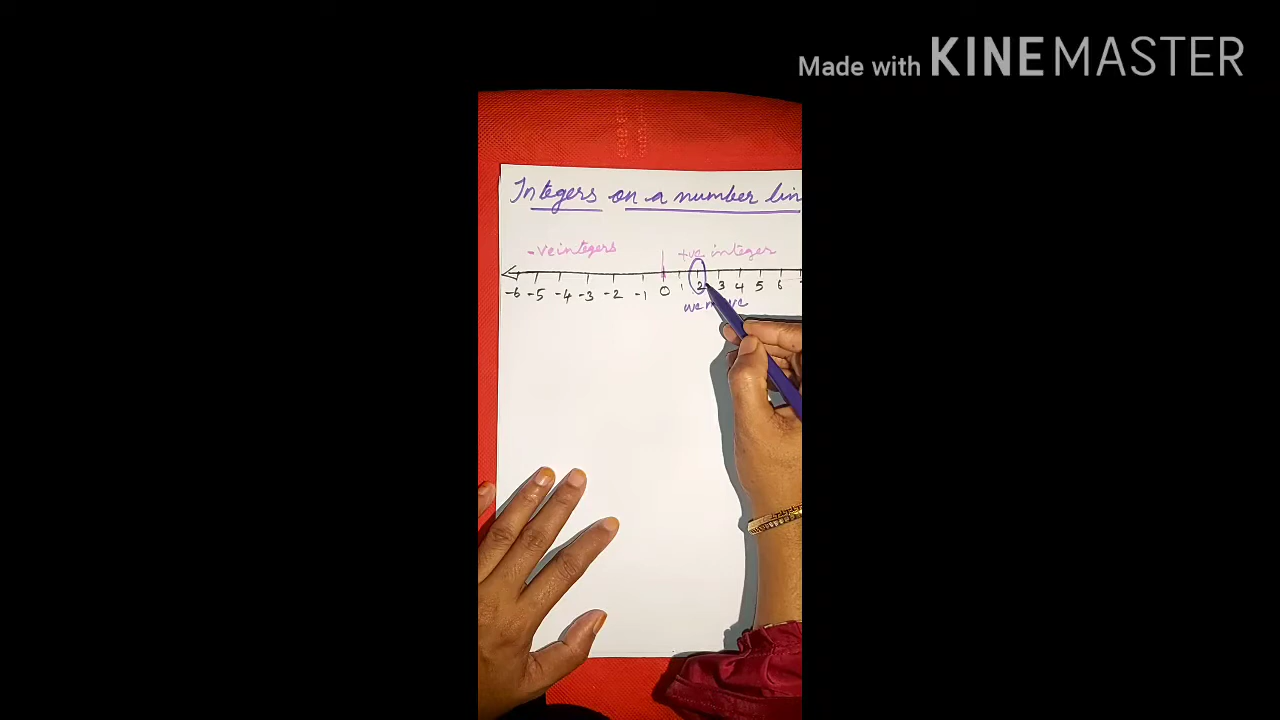 Made with KINEMASTER
Integers on a number lin
-ve integers +ve integer
-6 -5 -4 -3 -2 -1 0 1 2 3 4 5 6
we